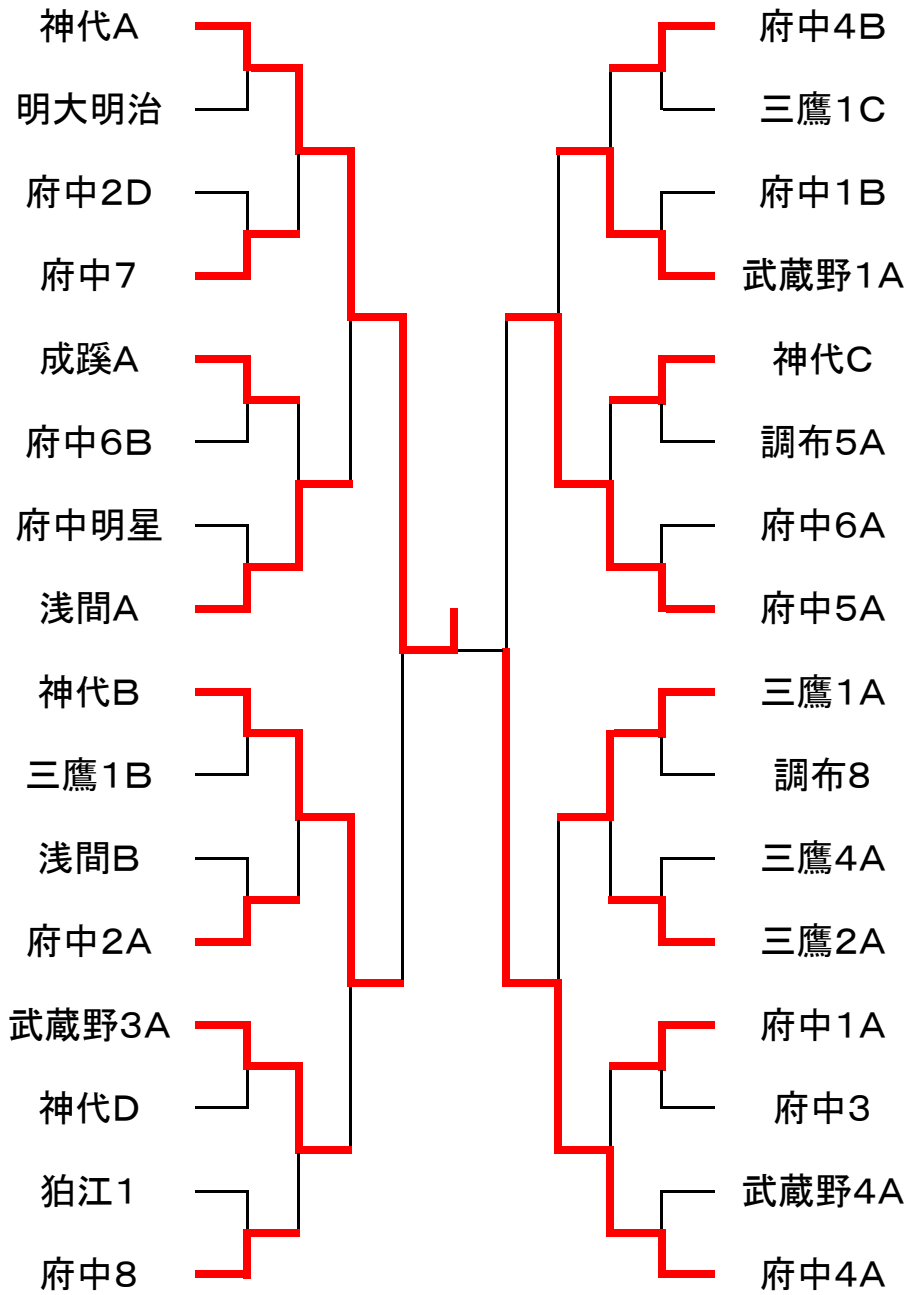 神代A
明大明治
府中2D
府中7
成蹊A
府中6B
府中明星
浅間A
神代B
三鷹1B
浅間B
府中2A
武蔵野3A
神代D
狛江1
府中8
府中4B
三鷹1C
府中1B
武蔵野1A
神代C
調布5A
府中6A
府中5A
三鷹1A
調布8
三鷹4A
三鷹2A
府中1A
府中3
武蔵野4A
府中4A